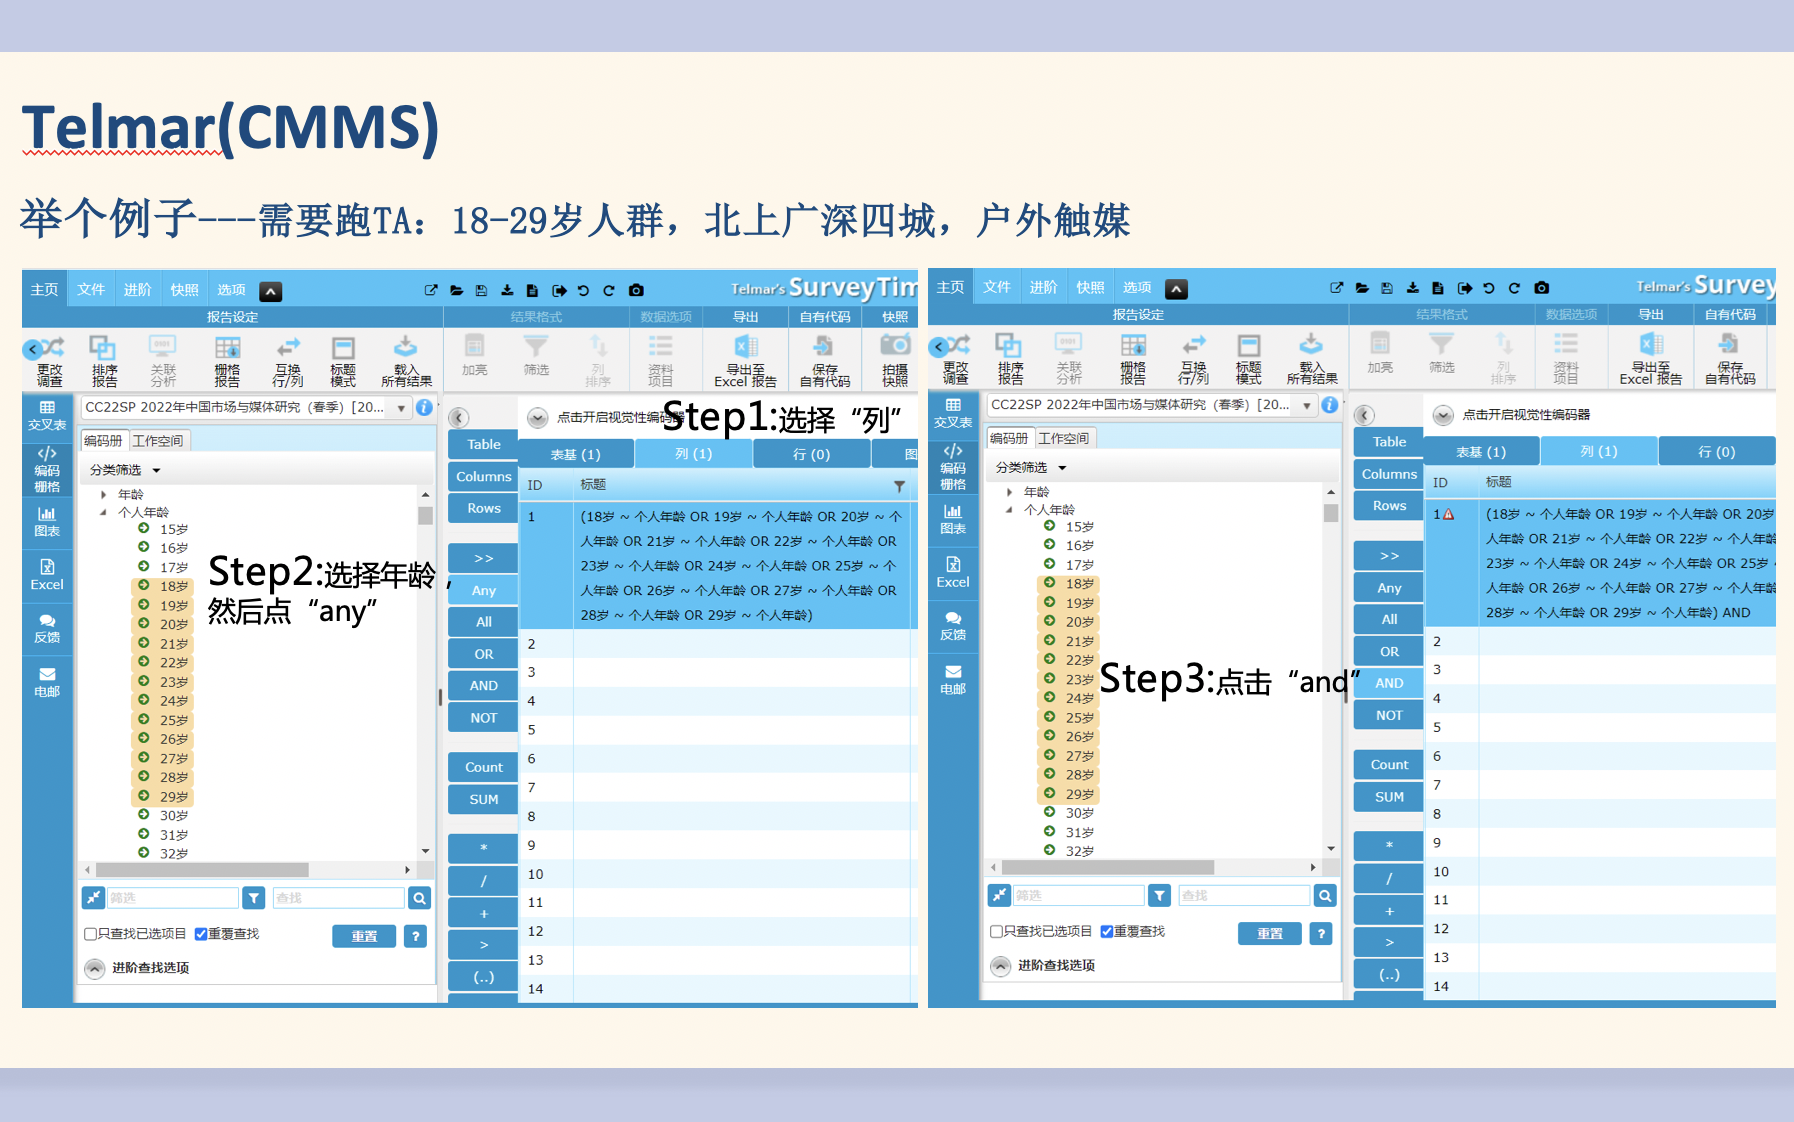 Telmar(CMMS)
举个例子---需要跑TA：18-29岁人群，北上广深四城，户外触媒
主页 文件 进阶 快照 选项
Telmar's SurveyTim
报告设定 结果格式 数据选项 导出 自有代码 快照
更改调查 排序报告 关联分析 栅格报告 互换行/列 标题模式 载入所有结果 加亮 筛选 列排序 资料项目 导出至Excel 报告 保存自有代码 拍摄快照
交叉表
编码栅格
图表
Excel
反馈
电邮
CC22SP 2022年中国市场与媒体研究（春季）[20...
编码册 工作空间
分类筛选
年龄
个人年龄
15岁
16岁
17岁
18岁
19岁
20岁
21岁
22岁
23岁
24岁
25岁
26岁
27岁
28岁
29岁
30岁
31岁
32岁
Step2:选择年龄，
然后点“any”
筛选 查找
只查找已选项目 重覆查找 重置 ?
进阶查找选项
点击开启视觉性编码器
Step1:选择“列”
Table
Columns
Rows
>>
Any
All
OR
AND
NOT
Count
SUM
*
/
+
>
(..)
表基 (1) 列 (1) 行 (0) 图
ID 标题
1 (18岁 ~ 个人年龄 OR 19岁 ~ 个人年龄 OR 20岁 ~ 个
人年龄 OR 21岁 ~ 个人年龄 OR 22岁 ~ 个人年龄 OR
23岁 ~ 个人年龄 OR 24岁 ~ 个人年龄 OR 25岁 ~ 个
人年龄 OR 26岁 ~ 个人年龄 OR 27岁 ~ 个人年龄 OR
28岁 ~ 个人年龄 OR 29岁 ~ 个人年龄)
2
3
4
5
6
7
8
9
10
11
12
13
14
主页 文件 进阶 快照 选项
Telmar's Survey
报告设定 结果格式 数据选项 导出 自有代码
更改调查 排序报告 关联分析 栅格报告 互换行/列 标题模式 载入所有结果 加亮 筛选 列排序 资料项目 导出至Excel 报告 保存自有代码
交叉表
编码栅格
图表
Excel
反馈
电邮
CC22SP 2022年中国市场与媒体研究（春季）[20...
编码册 工作空间
分类筛选
年龄
个人年龄
15岁
16岁
17岁
18岁
19岁
20岁
21岁
22岁
23岁
24岁
25岁
26岁
27岁
28岁
29岁
30岁
31岁
32岁
Step3:点击“and”
筛选 查找
只查找已选项目 重覆查找 重置 ?
进阶查找选项
点击开启视觉性编码器
Table
Columns
Rows
>>
Any
All
OR
AND
NOT
Count
SUM
*
/
+
>
(..)
表基 (1) 列 (1) 行 (0)
ID 标题
1 (18岁 ~ 个人年龄 OR 19岁 ~ 个人年龄 OR 20岁
人年龄 OR 21岁 ~ 个人年龄 OR 22岁 ~ 个人年龄
23岁 ~ 个人年龄 OR 24岁 ~ 个人年龄 OR 25岁 ~
人年龄 OR 26岁 ~ 个人年龄 OR 27岁 ~ 个人年龄
28岁 ~ 个人年龄 OR 29岁 ~ 个人年龄) AND
2
3
4
5
6
7
8
9
10
11
12
13
14